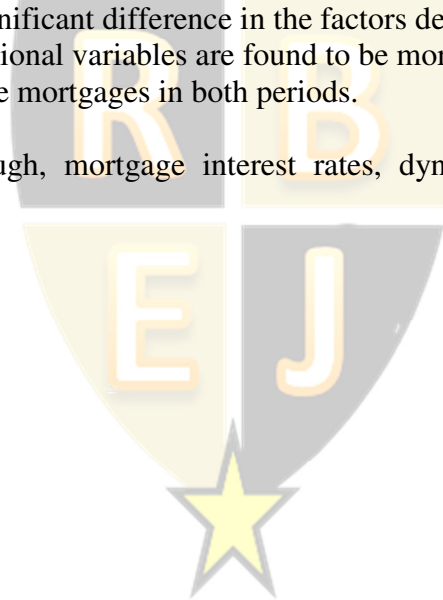 nificant difference in the factors de
ional variables are found to be mor
e mortgages in both periods.
ugh, mortgage interest rates, dyn
R B
E J